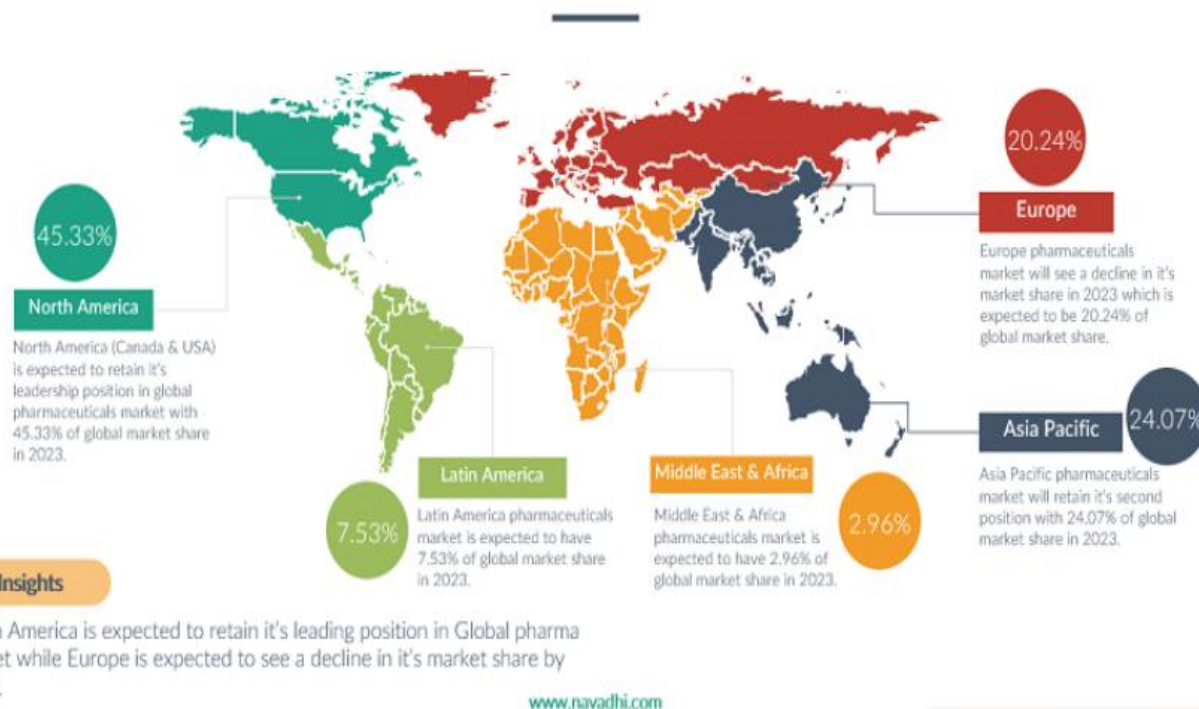 45.33%
North America
North America (Canada & USA)
is expected to retain it's
leadership position in global
pharmaceuticals market with
45.33% of global market share
in 2023.
20.24%
Europe
Europe pharmaceuticals
market will see a decline in it's
market share in 2023 which is
expected to be 20.24% of
global market share.
24.07%
Asia Pacific
Asia Pacific pharmaceuticals
market will retain it's second
position with 24.07% of global
market share in 2023.
Latin America
7.53%
Latin America pharmaceuticals
market is expected to have
7.53% of global market share
in 2023.
Middle East & Africa
2.96%
Middle East & Africa
pharmaceuticals market is
expected to have 2.96% of
global market share in 2023.
Insights
America is expected to retain it's leading position in Global pharma
while Europe is expected to see a decline in it's market share by
www.navadhi.com